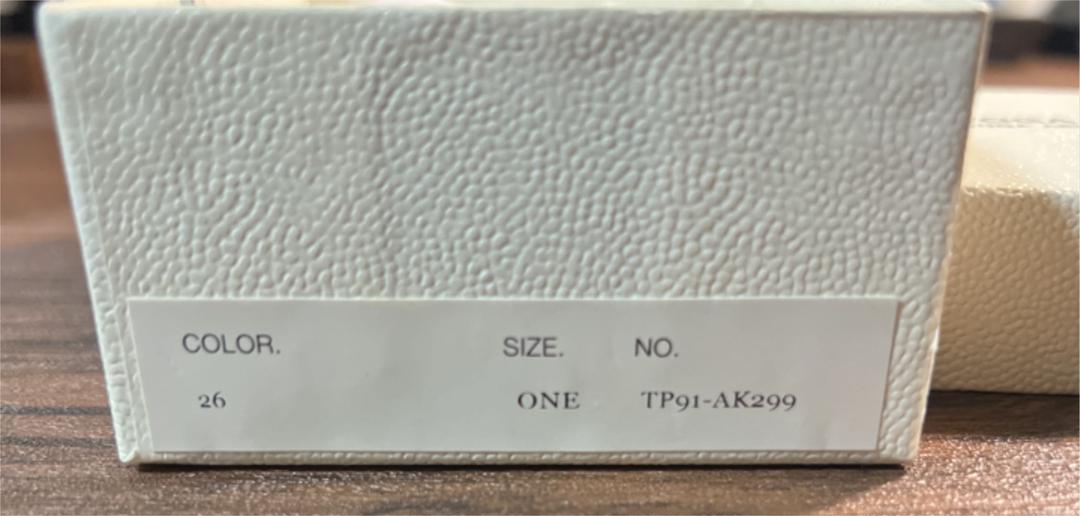 COLOR. SIZE. NO.
26 ONE TP91-AK299